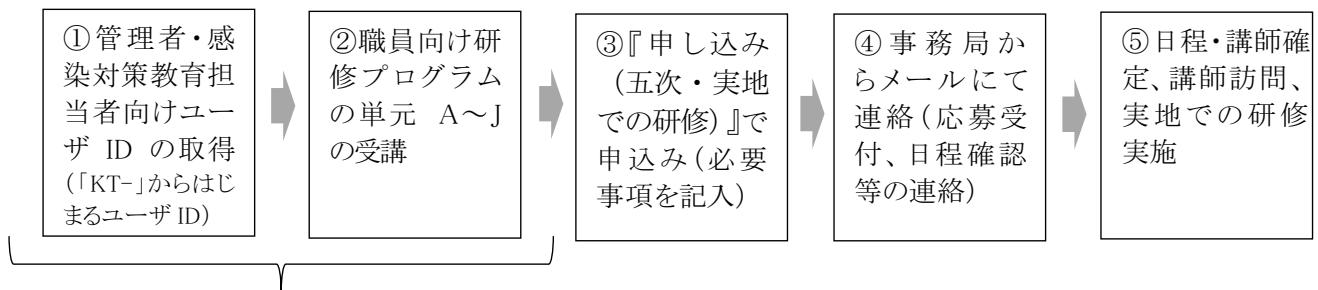 ①管理者・感
染対策教育担
当者向けユー
ザ ID の取得
(「KT-」からはじ
まるユーザ ID)
②職員向け研
修プログラム
の単元 A～J
の受講
③『申し込み
(五次・実地
での研修)』で
申込み(必要
事項を記入)
④事務局か
らメールにて
連絡(応募受
付、日程確認
等の連絡)
⑤日程・講師確
定、講師訪問、
実地での研修
実施